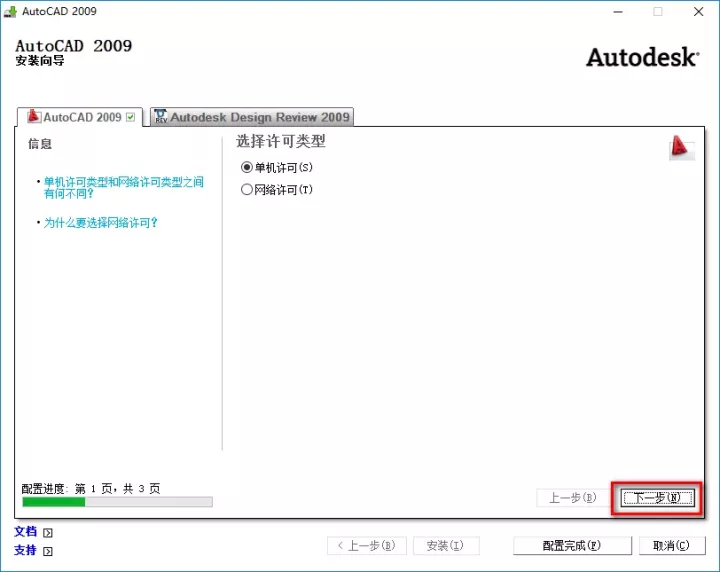 AutoCAD 2009
AutoCAD 2009
安装向导
Autodesk
AutoCAD 2009
Autodesk Design Review 2009
信息
单机许可类型和网络许可类型之间
有何不同?
为什么要选择网络许可?
选择许可类型
单机许可(S)
网络许可(T)
配置进度: 第 1 页，共 3 页
上一步(B)
下一步(N)
文档
支持
< 上一步(B)
安装(I)
配置完成(F)
取消(C)